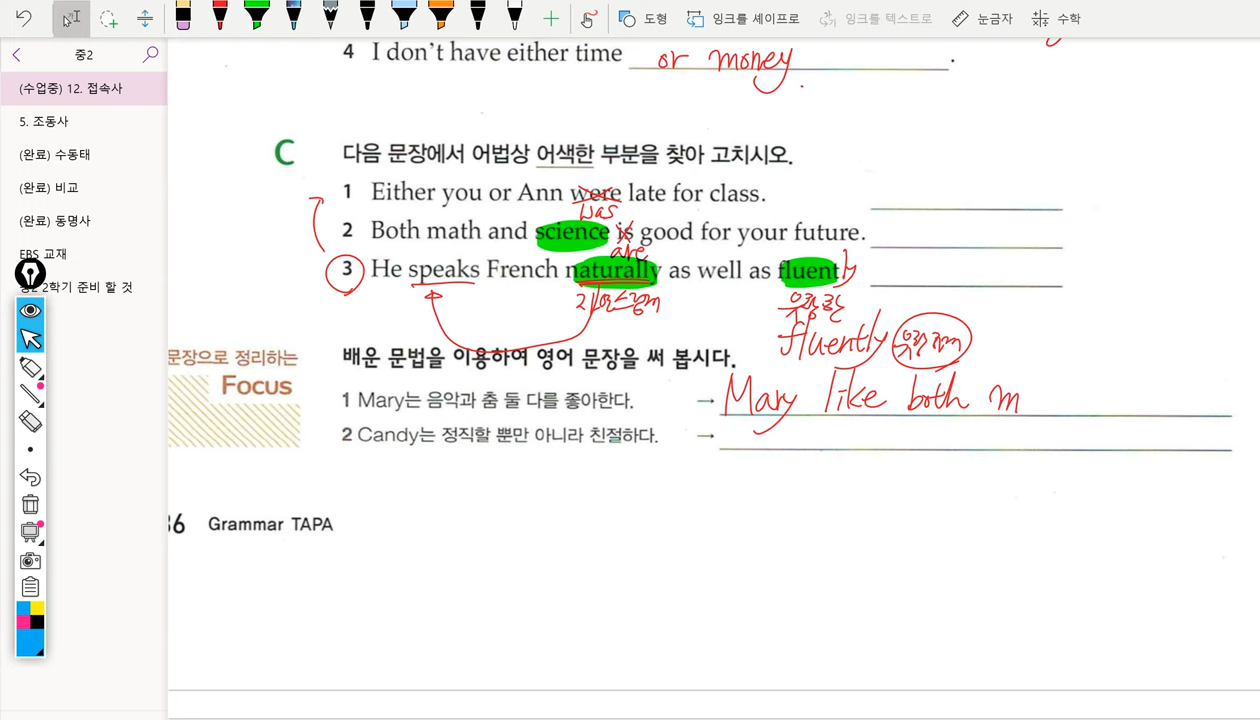 도형 잉크를 셰이프로 잉크를 텍스트로 눈금자 수학
중2
(수업중) 12. 접속사
5. 조동사
(완료) 수동태
(완료) 비교
(완료) 동명사
EBS 교재
중2 2학기 준비 할 것
4 I don't have either time or money .
C 다음 문장에서 어법상 어색한 부분을 찾아 고치시오.
1 Either you or Ann were late for class.
was
2 Both math and science is good for your future.
are
3 He speaks French naturally as well as fluently
자연스럽게 유창한
fluently 유창하게
문장으로 정리하는
Focus
배운 문법을 이용하여 영어 문장을 써 봅시다.
1 Mary는 음악과 춤 둘 다를 좋아한다. → Mary like both m
2 Candy는 정직할 뿐만 아니라 친절하다. →
36 Grammar TAPA